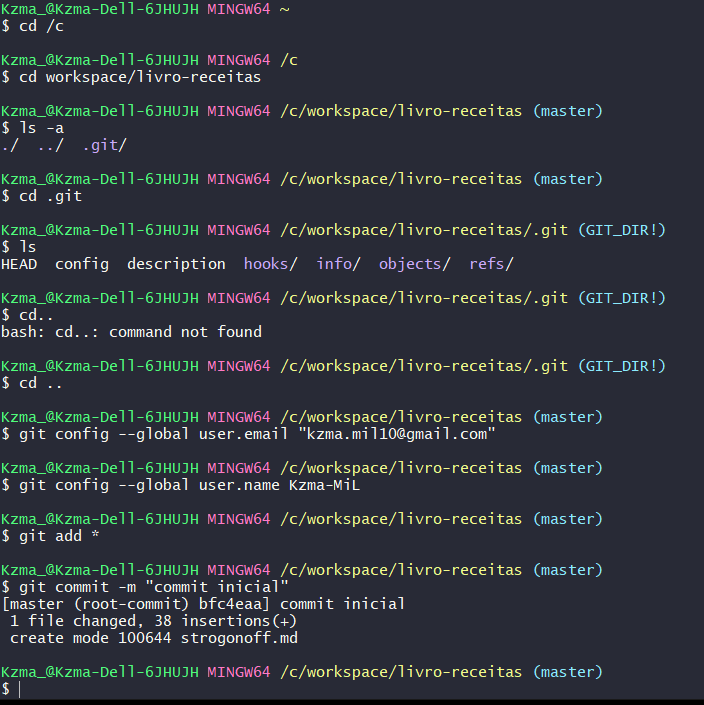 Kzma_@Kzma-Dell-6JHUJH MINGW64 ~
$ cd /c
Kzma_@Kzma-Dell-6JHUJH MINGW64 /c
$ cd workspace/livro-receitas
Kzma_@Kzma-Dell-6JHUJH MINGW64 /c/workspace/livro-receitas (master)
$ ls -a
./  ../  .git/
Kzma_@Kzma-Dell-6JHUJH MINGW64 /c/workspace/livro-receitas (master)
$ cd .git
Kzma_@Kzma-Dell-6JHUJH MINGW64 /c/workspace/livro-receitas/.git (GIT_DIR!)
$ ls
HEAD  config  description  hooks/  info/  objects/  refs/
Kzma_@Kzma-Dell-6JHUJH MINGW64 /c/workspace/livro-receitas/.git (GIT_DIR!)
$ cd..
bash: cd..: command not found
Kzma_@Kzma-Dell-6JHUJH MINGW64 /c/workspace/livro-receitas/.git (GIT_DIR!)
$ cd ..
Kzma_@Kzma-Dell-6JHUJH MINGW64 /c/workspace/livro-receitas (master)
$ git config --global user.email "kzma.mil10@gmail.com"
Kzma_@Kzma-Dell-6JHUJH MINGW64 /c/workspace/livro-receitas (master)
$ git config --global user.name Kzma-MiL
Kzma_@Kzma-Dell-6JHUJH MINGW64 /c/workspace/livro-receitas (master)
$ git add *
Kzma_@Kzma-Dell-6JHUJH MINGW64 /c/workspace/livro-receitas (master)
$ git commit -m "commit inicial"
[master (root-commit) bfc4eaa] commit inicial
 1 file changed, 38 insertions(+)
 create mode 100644 strogonoff.md
Kzma_@Kzma-Dell-6JHUJH MINGW64 /c/workspace/livro-receitas (master)
$